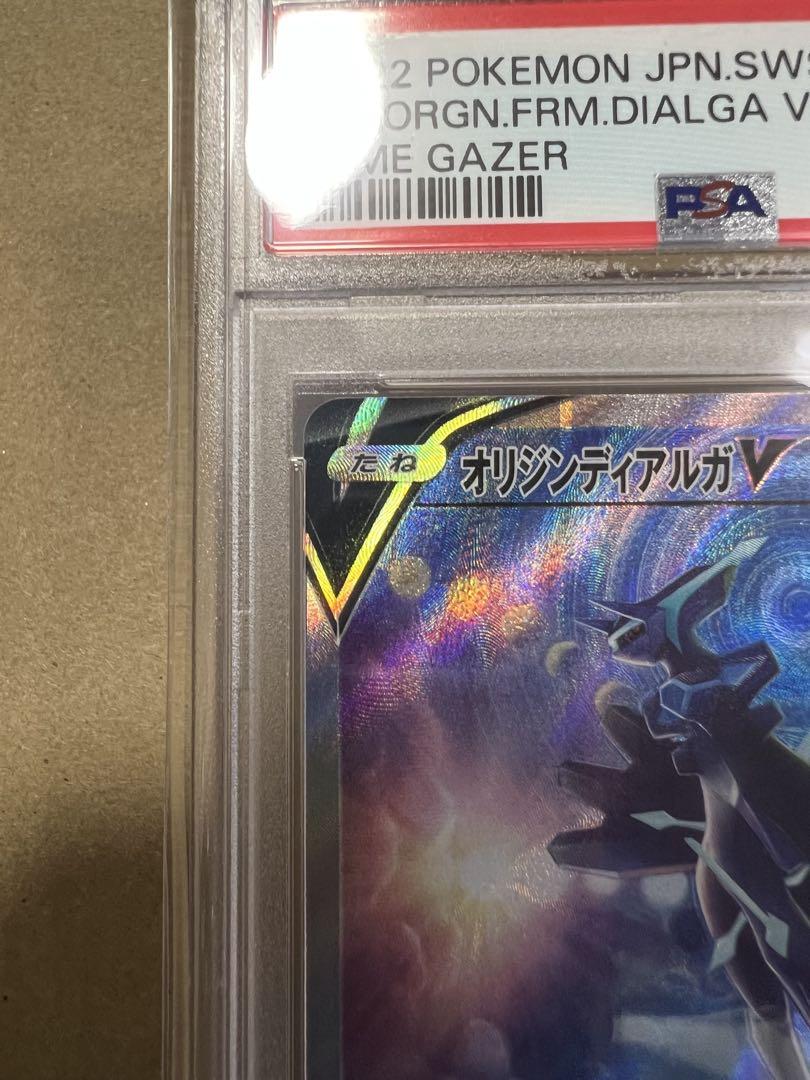 2 POKEMON JPN.SWS
ORGN.FRM.DIALGA V
ME GAZER
PSA
たね オリジンディアルガV